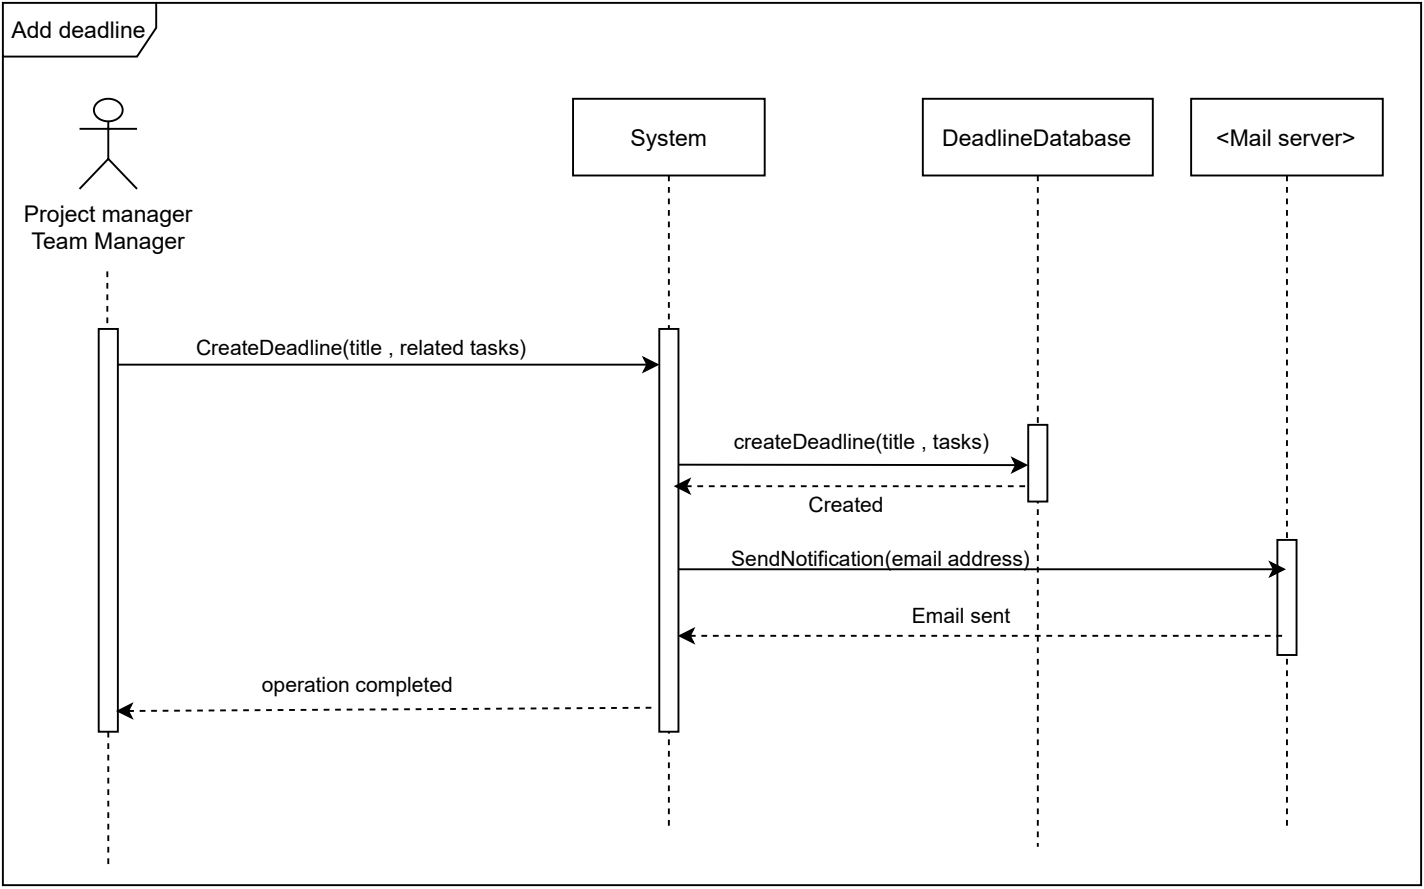 Add deadline
Project manager
Team Manager
System
DeadlineDatabase
<Mail server>
CreateDeadline(title , related tasks)
createDeadline(title , tasks)
Created
SendNotification(email address)
Email sent
operation completed